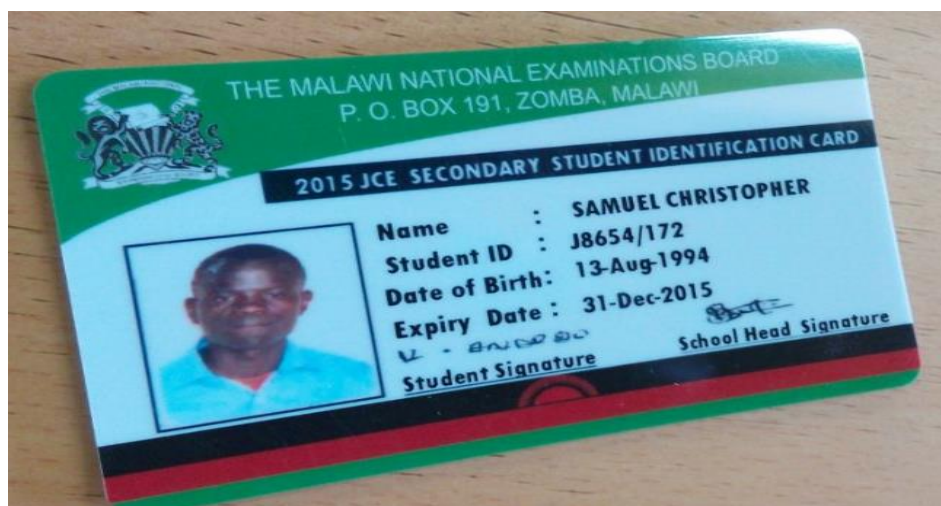 THE MALAWI NATIONAL EXAMINATIONS BOARD
P. O. BOX 191, ZOMBA, MALAWI
2015 JCE SECONDARY STUDENT IDENTIFICATION CARD
Name : SAMUEL CHRISTOPHER
Student ID : J8654/172
Date of Birth: 13-Aug-1994
Expiry Date : 31-Dec-2015
Student Signature
School Head Signature